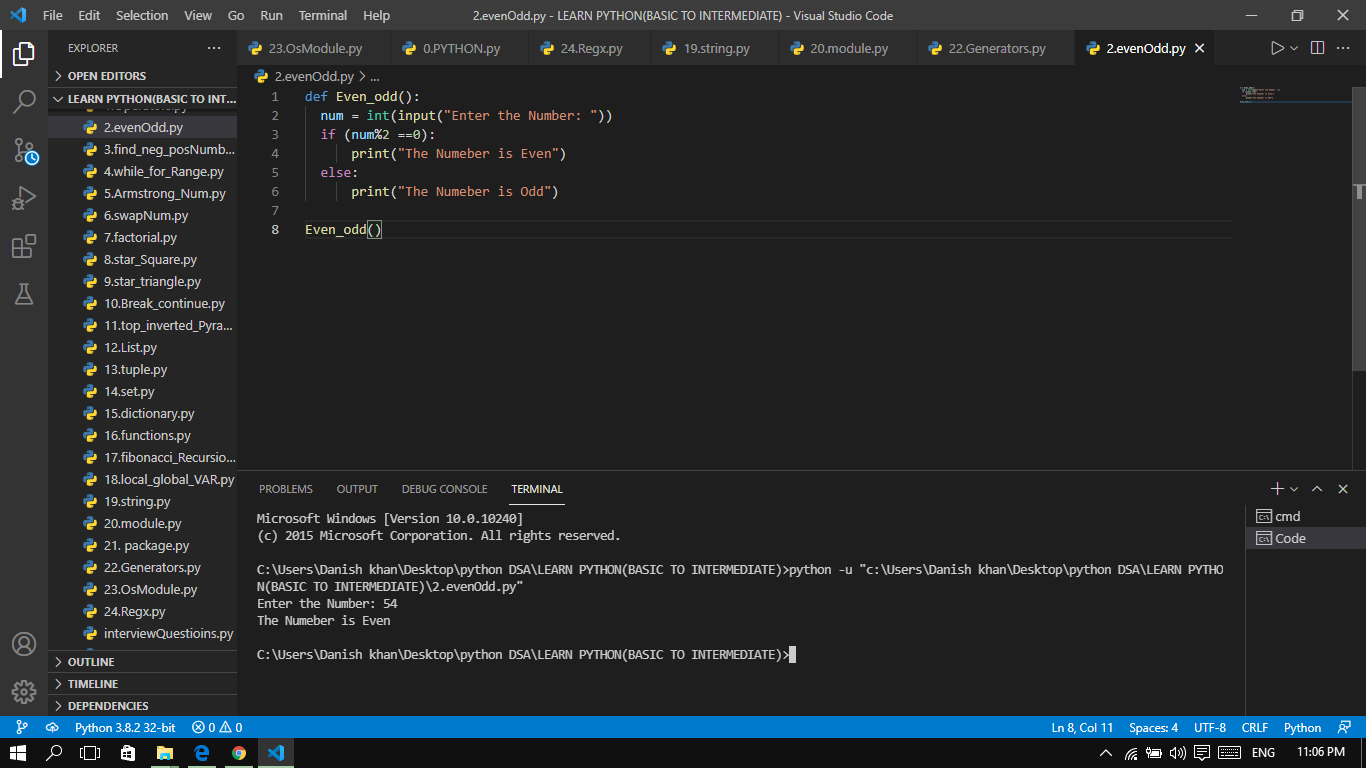 File Edit Selection View Go Run Terminal Help 2.evenOdd.py - LEARN PYTHON(BASIC TO INTERMEDIATE) - Visual Studio Code
EXPLORER ···
OPEN EDITORS
LEARN PYTHON(BASIC TO INT...
2.evenOdd.py
3.find_neg_posNumb...
4.while_for_Range.py
5.Armstrong_Num.py
6.swapNum.py
7.factorial.py
8.star_Square.py
9.star_triangle.py
10.Break_continue.py
11.top_inverted_Pyra...
12.List.py
13.tuple.py
14.set.py
15.dictionary.py
16.functions.py
17.fibonacci_Recursio...
18.local_global_VAR.py
19.string.py
20.module.py
21. package.py
22.Generators.py
23.OsModule.py
24.Regx.py
interviewQuestioins.py
OUTLINE
TIMELINE
DEPENDENCIES
23.OsModule.py 0.PYTHON.py 24.Regx.py 19.string.py 20.module.py 22.Generators.py 2.evenOdd.py
2.evenOdd.py > ...
1 def Even_odd():
2 num = int(input("Enter the Number: "))
3 if (num%2 ==0):
4 print("The Numeber is Even")
5 else:
6 print("The Numeber is Odd")
7
8 Even_odd()
PROBLEMS OUTPUT DEBUG CONSOLE TERMINAL
Microsoft Windows [Version 10.0.10240]
(c) 2015 Microsoft Corporation. All rights reserved.
C:\Users\Danish khan\Desktop\python DSA\LEARN PYTHON(BASIC TO INTERMEDIATE)>python -u "c:\Users\Danish khan\Desktop\python DSA\LEARN PYTHO
N(BASIC TO INTERMEDIATE)\2.evenOdd.py"
Enter the Number: 54
The Numeber is Even
C:\Users\Danish khan\Desktop\python DSA\LEARN PYTHON(BASIC TO INTERMEDIATE)>
cmd
Code
Python 3.8.2 32-bit 0 0 Ln 8, Col 11 Spaces: 4 UTF-8 CRLF Python
ENG 11:06 PM